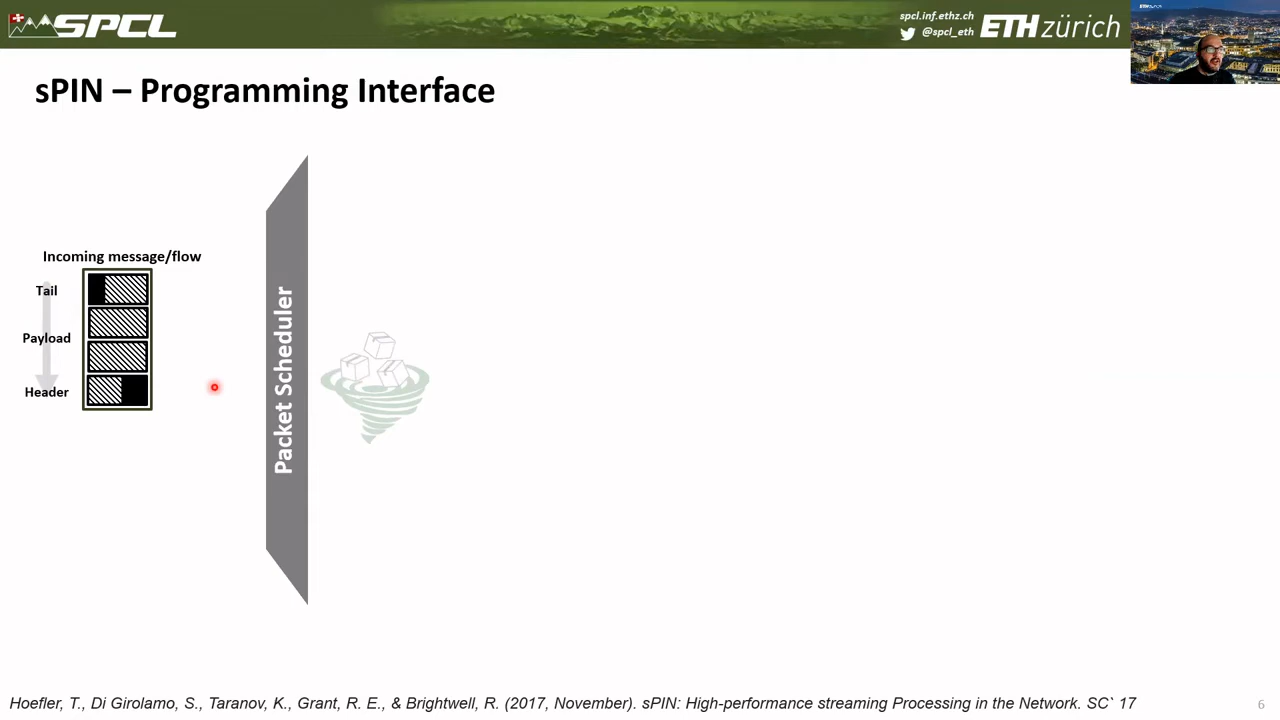 SPCL
spcl.inf.ethz.ch
@spcl_eth
ETH zürich
sPIN – Programming Interface
Incoming message/flow
Tail
Payload
Header
Packet Scheduler
Hoefler, T., Di Girolamo, S., Taranov, K., Grant, R. E., & Brightwell, R. (2017, November). sPIN: High-performance streaming Processing in the Network. SC` 17
6